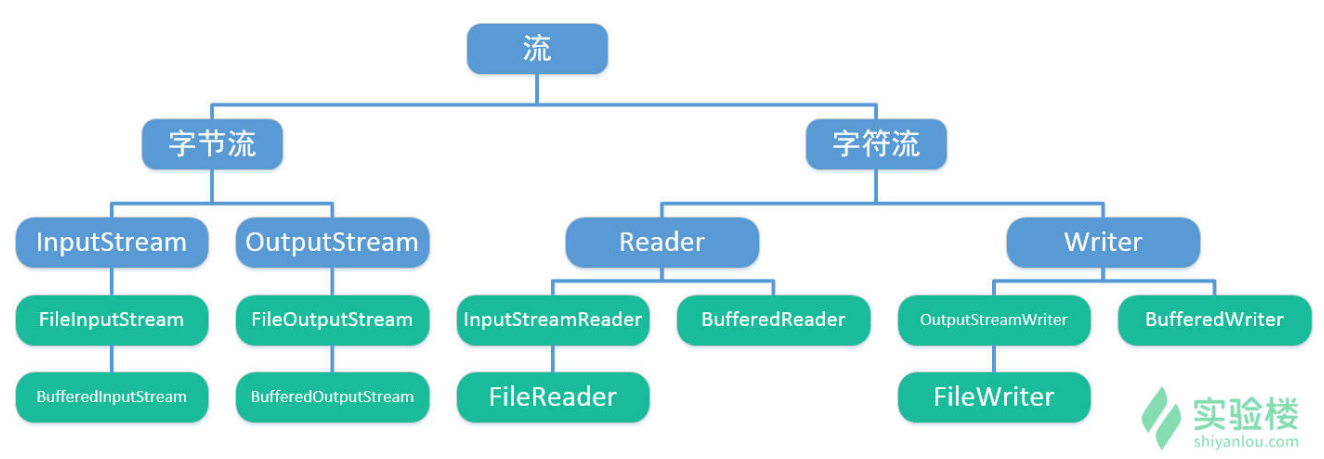 流
字节流
字符流
InputStream
OutputStream
Reader
Writer
FileInputStream
FileOutputStream
InputStreamReader
BufferedReader
OutputStreamWriter
BufferedWriter
BufferedInputStream
BufferedOutputStream
FileReader
FileWriter
实验楼
shiyanlou.com